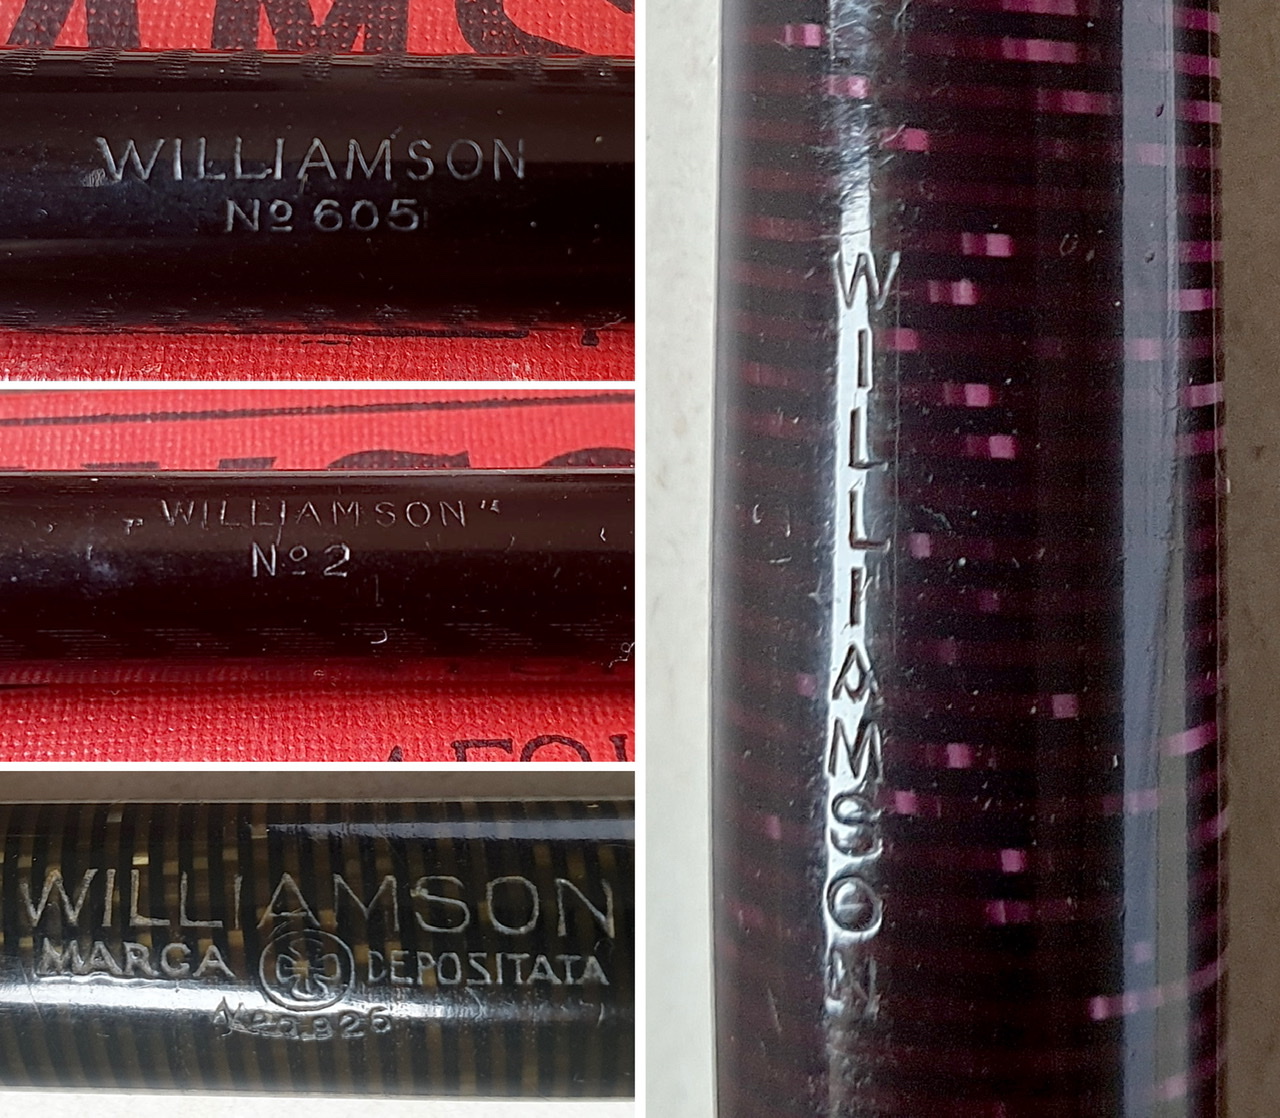 WILLIAMSON
Nº 605
"WILLIAMSON"
Nº 2
WILLIAMSON
MARCA DEPOSITATA
WILLIAMSON